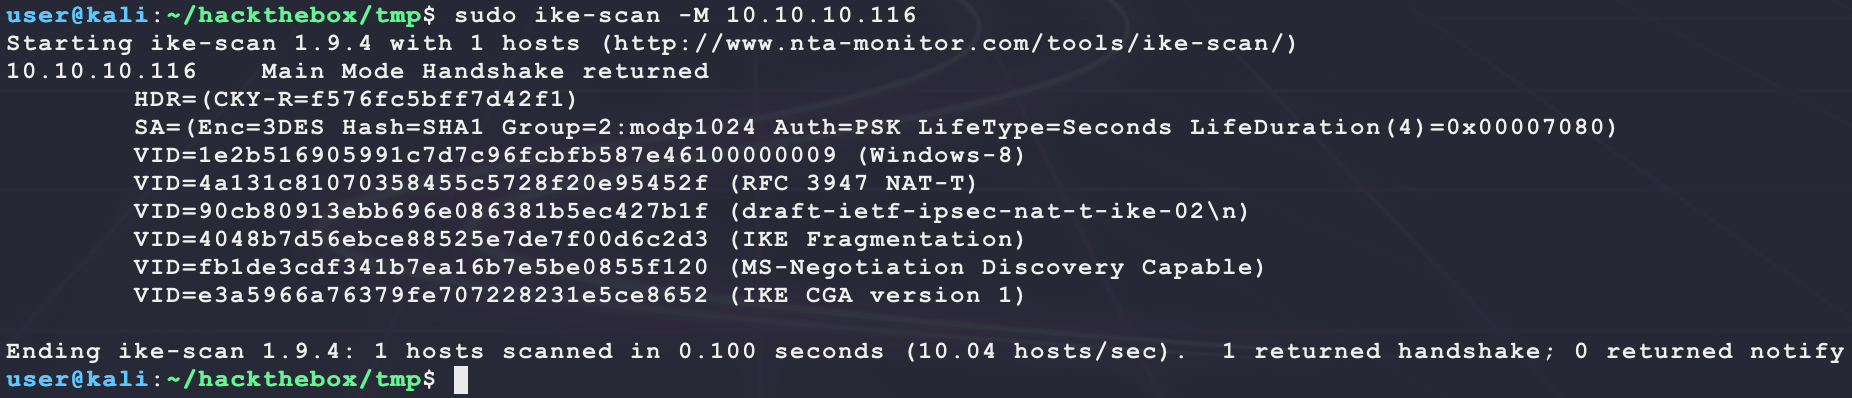 user@kali:~/hackthebox/tmp$ sudo ike-scan -M 10.10.10.116
Starting ike-scan 1.9.4 with 1 hosts (http://www.nta-monitor.com/tools/ike-scan/)
10.10.10.116    Main Mode Handshake returned
        HDR=(CKY-R=f576fc5bff7d42f1)
        SA=(Enc=3DES Hash=SHA1 Group=2:modp1024 Auth=PSK LifeType=Seconds LifeDuration(4)=0x00007080)
        VID=1e2b516905991c7d7c96fcbfb587e46100000009 (Windows-8)
        VID=4a131c81070358455c5728f20e95452f (RFC 3947 NAT-T)
        VID=90cb80913ebb696e086381b5ec427b1f (draft-ietf-ipsec-nat-t-ike-02\n)
        VID=4048b7d56ebce88525e7de7f00d6c2d3 (IKE Fragmentation)
        VID=fb1de3cdf341b7ea16b7e5be0855f120 (MS-Negotiation Discovery Capable)
        VID=e3a5966a76379fe707228231e5ce8652 (IKE CGA version 1)
Ending ike-scan 1.9.4: 1 hosts scanned in 0.100 seconds (10.04 hosts/sec).  1 returned handshake; 0 returned notify
user@kali:~/hackthebox/tmp$